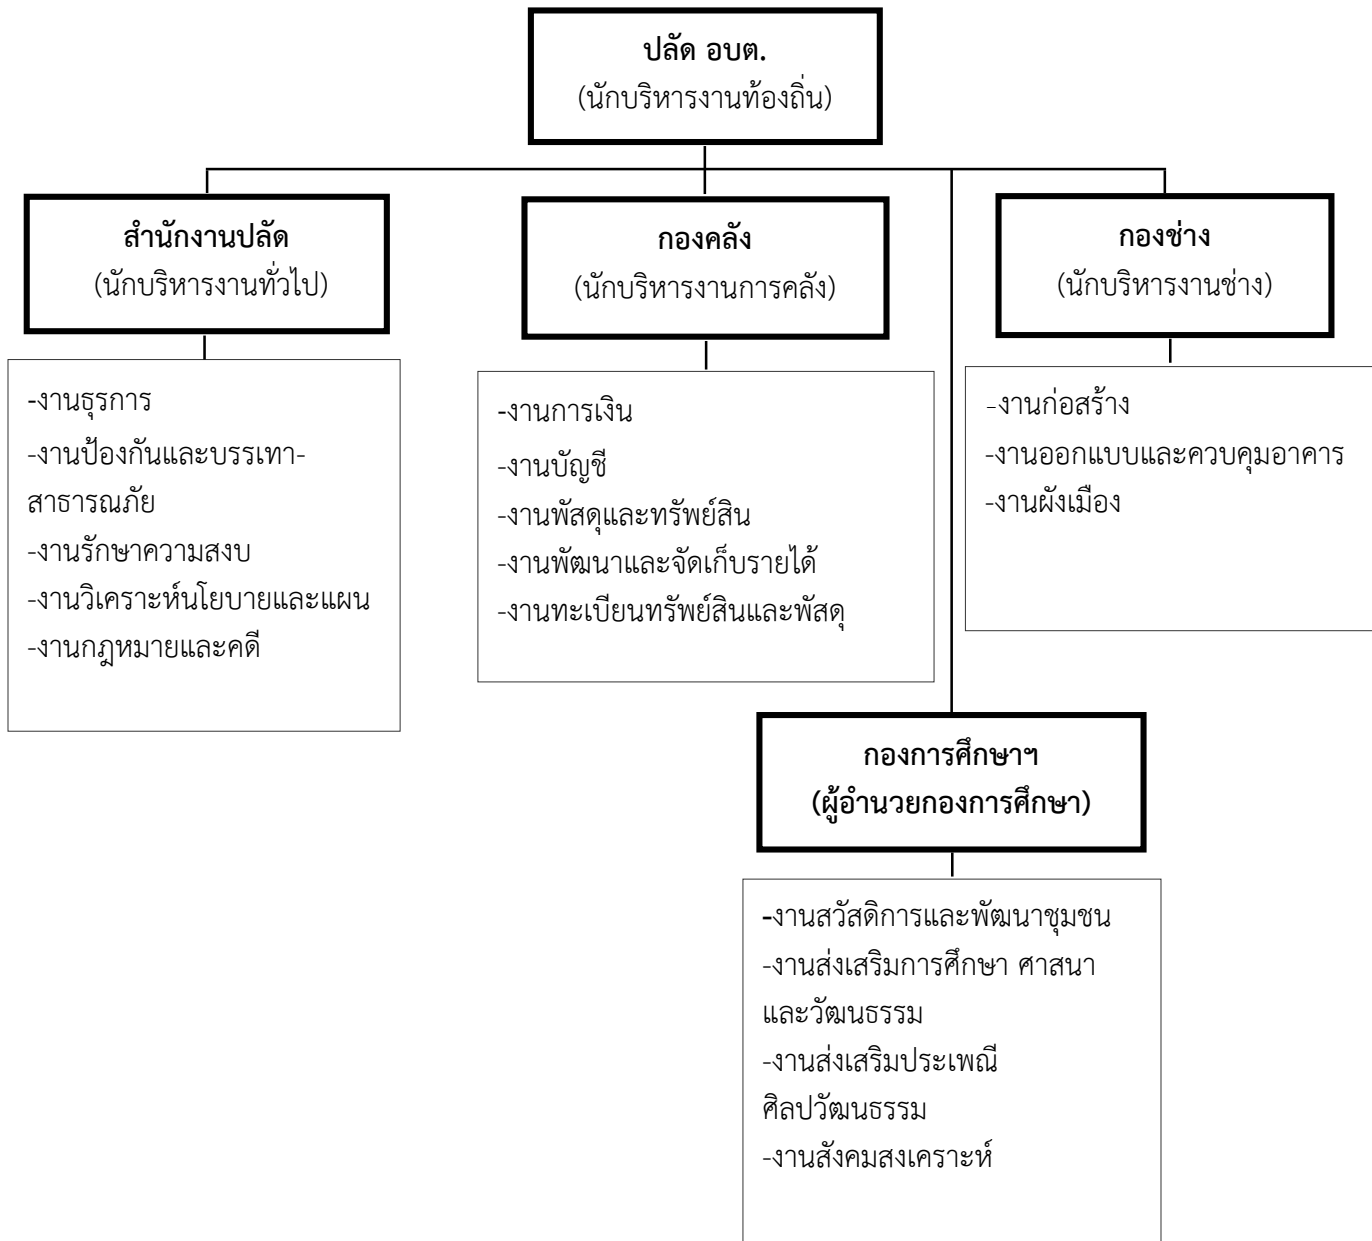 ปลัด อบต.
(นักบริหารงานท้องถิ่น)
สำนักงานปลัด
(นักบริหารงานทั่วไป)
กองคลัง
(นักบริหารงานการคลัง)
กองช่าง
(นักบริหารงานช่าง)
-งานธุรการ
-งานป้องกันและบรรเทา-
สาธารณภัย
-งานรักษาความสงบ
-งานวิเคราะห์นโยบายและแผน
-งานกฎหมายและคดี
-งานการเงิน
-งานบัญชี
-งานพัสดุและทรัพย์สิน
-งานพัฒนาและจัดเก็บรายได้
-งานทะเบียนทรัพย์สินและพัสดุ
-งานก่อสร้าง
-งานออกแบบและควบคุมอาคาร
-งานผังเมือง
กองการศึกษาฯ
(ผู้อำนวยกองการศึกษา)
-งานสวัสดิการและพัฒนาชุมชน
-งานส่งเสริมการศึกษา ศาสนา
และวัฒนธรรม
-งานส่งเสริมประเพณี
ศิลปวัฒนธรรม
-งานสังคมสงเคราะห์